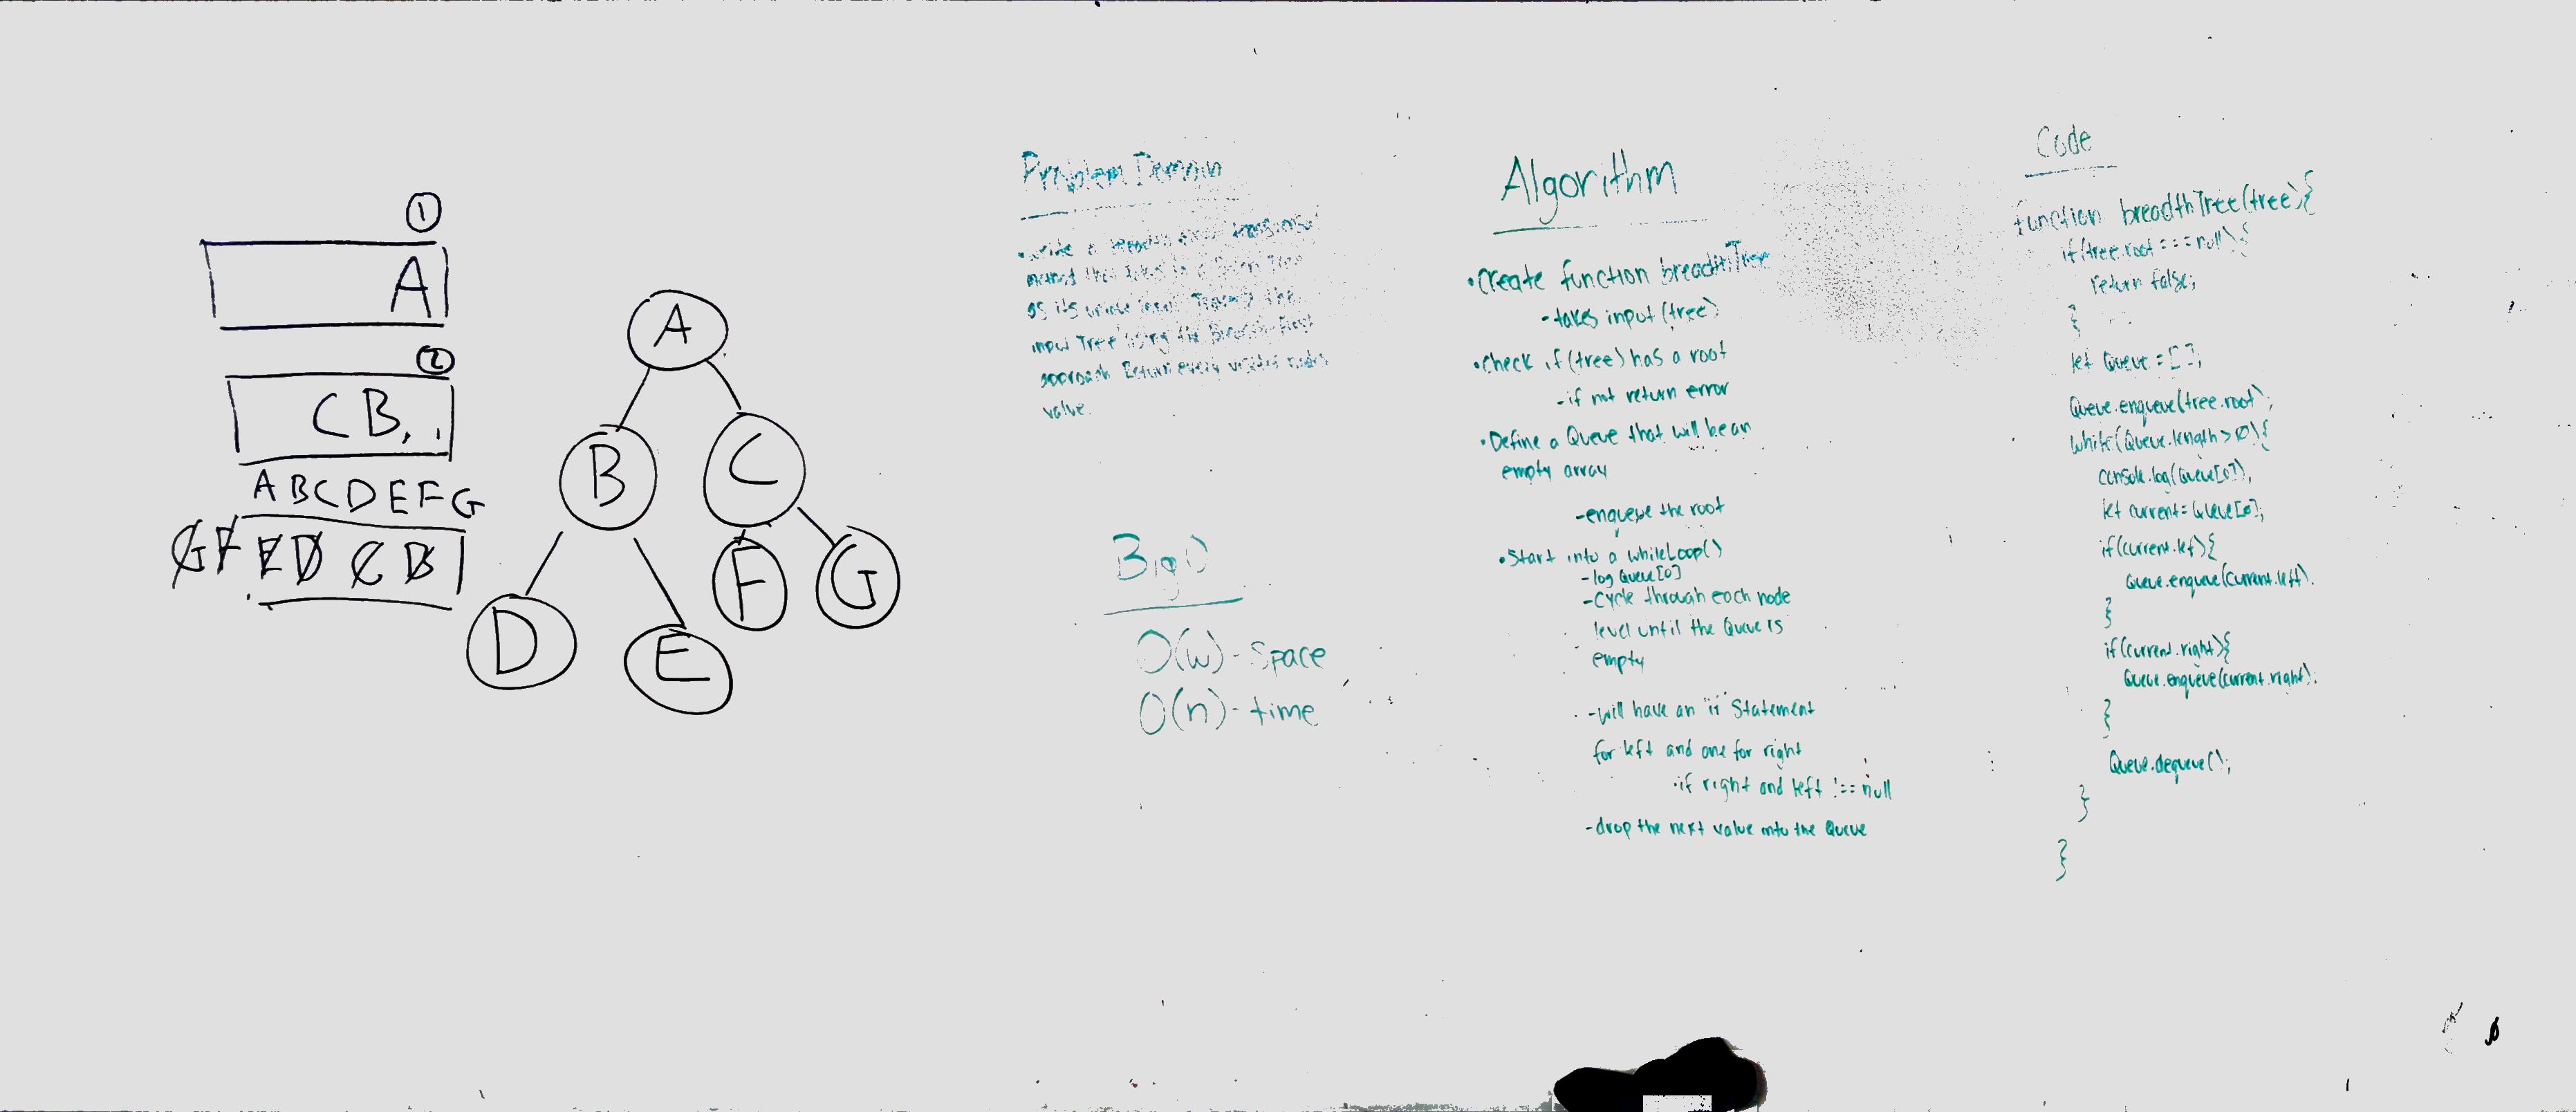 ①
A
②
CB,,
ABCDEFG
GFED CB
A
B
C
D
E
F
G
Problem Domain
• Write a breadth first traversal
method that takes in a Binary Tree
as its unique input. Traverse the
input Tree using the Breadth-first
approach. Return every visited node's
value.
Big O
O(w) - Space
O(n) - time
Algorithm
• Create function breadthTree
- takes input (tree)
• Check if (tree) has a root
- if not return error
• Define a Queue that will be an
empty array
- enqueue the root
• Start into a whileLoop()
- log Queue[0]
- Cycle through each node
level until the Queue is
empty
- will have an "if" Statement
for left and one for right
• if right and left !== null
- drop the next value into the Queue
Code
function breadthTree(tree){
if(tree.root === null){
return false;
}
let Queue = [];
Queue.enqueue(tree.root);
while(Queue.length > 0){
console.log(Queue[0]);
let current = Queue[0];
if(current.left){
Queue.enqueue(current.left).
}
if(current.right){
Queue.enqueue(current.right);
}
Queue.dequeue();
}
}